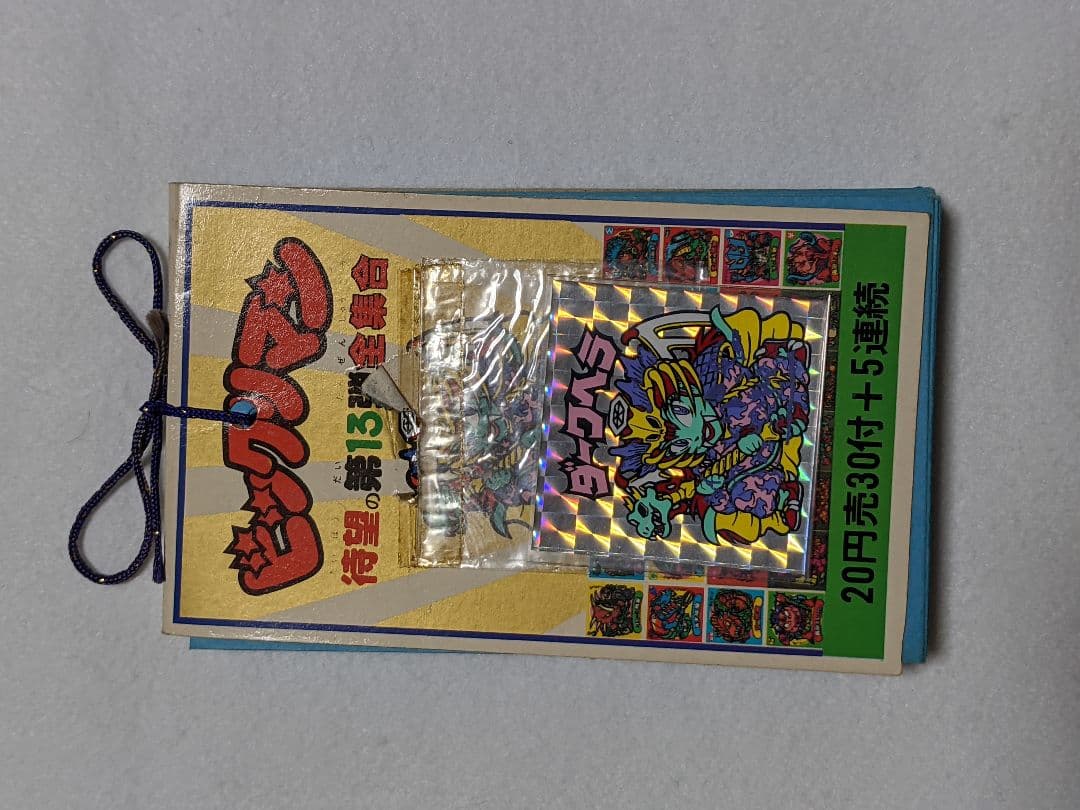 ビックリマン
待望の第13弾全集合
ダークヘラ
20円売30付+5連続